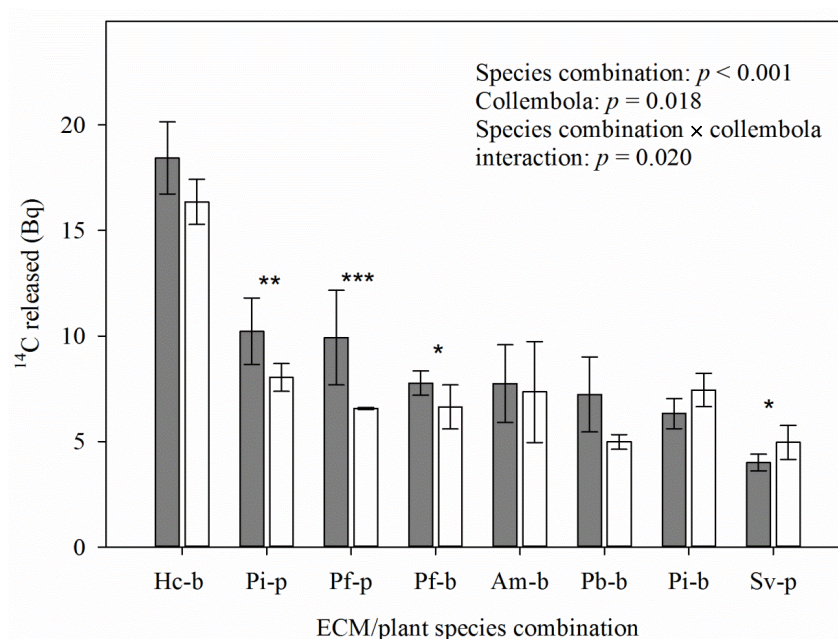 Species combination: p < 0.001
Collembola: p = 0.018
Species combination × collembola
interaction: p = 0.020
¹⁴C released (Bq)
20
15
10
5
0
** *** * *
Hc-b Pi-p Pf-p Pf-b Am-b Pb-b Pi-b Sv-p
ECM/plant species combination